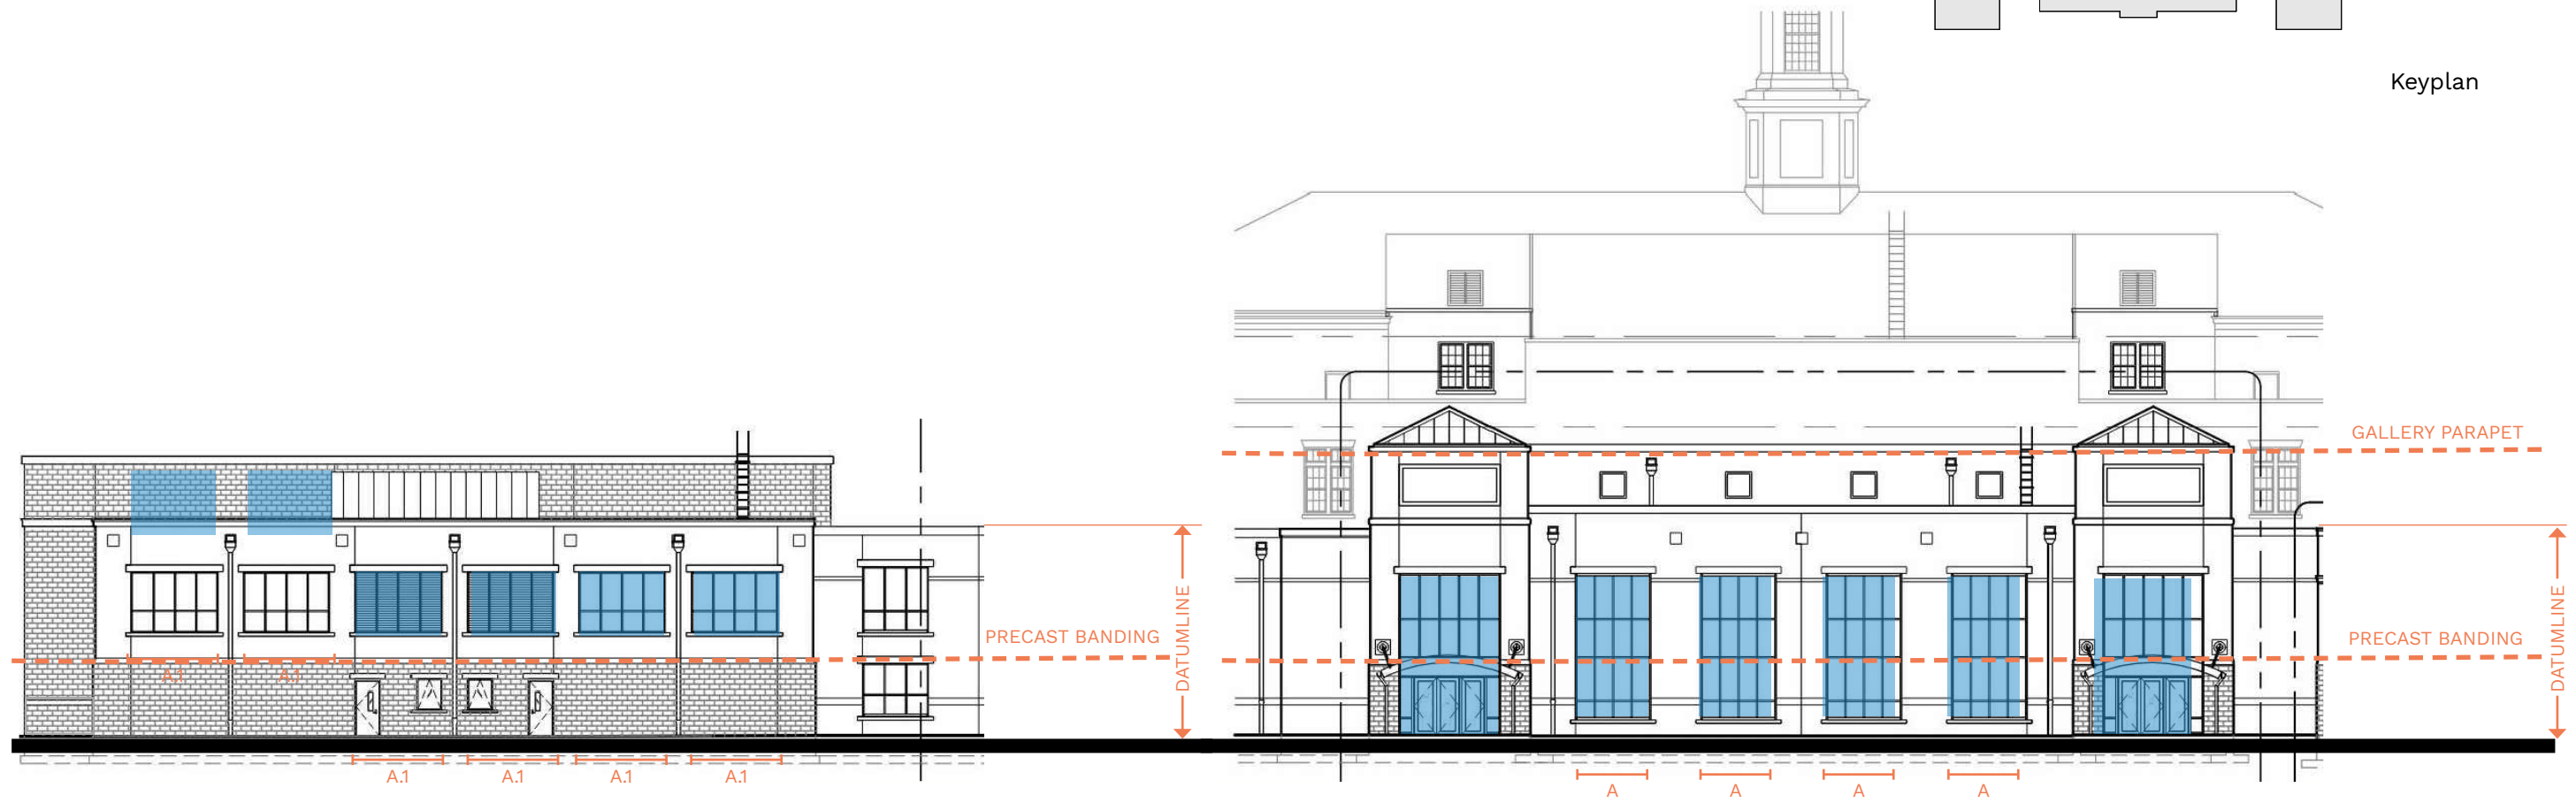 Keyplan
GALLERY PARAPET
PRECAST BANDING
DATUMLINE
PRECAST BANDING
DATUMLINE
A.1
A.1
A.1
A.1
A.1
A.1
A
A
A
A